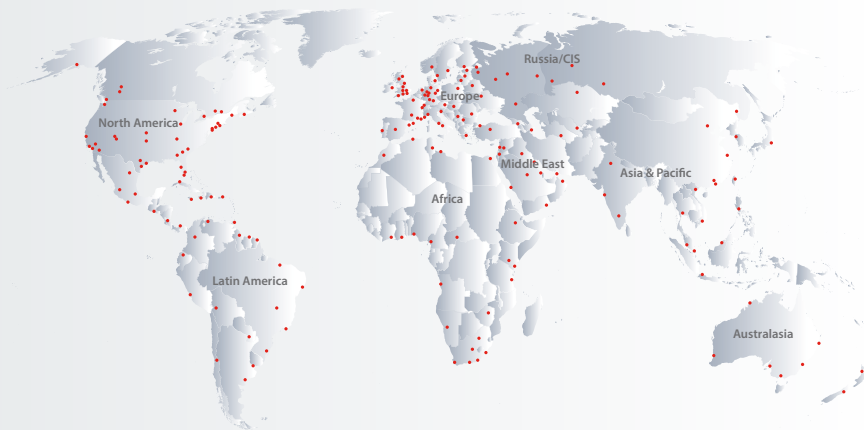 Russia/CIS
Europe
North America
Middle East
Asia & Pacific
Africa
Latin America
Australasia